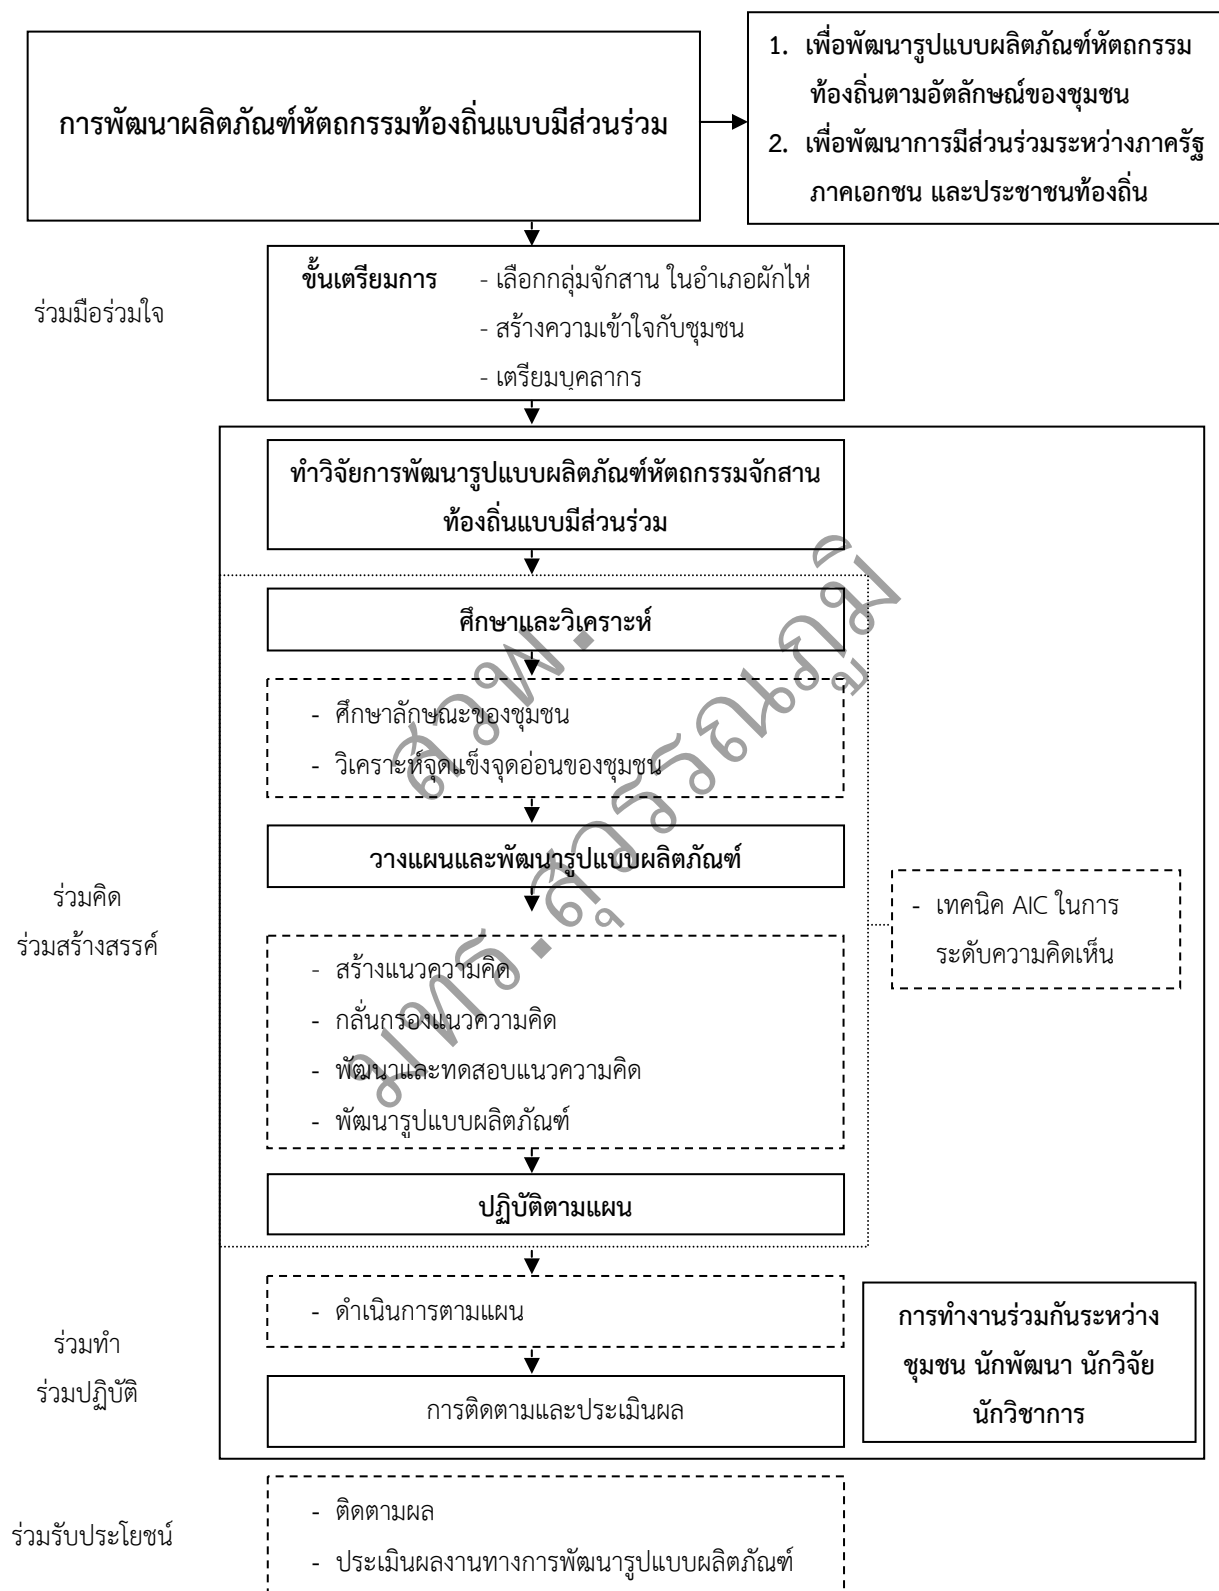 การพัฒนาผลิตภัณฑ์หัตถกรรมท้องถิ่นแบบมีส่วนร่วม
1. เพื่อพัฒนารูปแบบผลิตภัณฑ์หัตถกรรม
ท้องถิ่นตามอัตลักษณ์ของชุมชน
2. เพื่อพัฒนาการมีส่วนร่วมระหว่างภาครัฐ
ภาคเอกชน และประชาชนท้องถิ่น
ร่วมมือร่วมใจ
ขั้นเตรียมการ - เลือกกลุ่มจักสาน ในอำเภอผักไห่
- สร้างความเข้าใจกับชุมชน
- เตรียมบุคลากร
ทำวิจัยการพัฒนารูปแบบผลิตภัณฑ์หัตถกรรมจักสาน
ท้องถิ่นแบบมีส่วนร่วม
ศึกษาและวิเคราะห์
- ศึกษาลักษณะของชุมชน
- วิเคราะห์จุดแข็งจุดอ่อนของชุมชน
วางแผนและพัฒนารูปแบบผลิตภัณฑ์
ร่วมคิด
ร่วมสร้างสรรค์
- สร้างแนวความคิด
- กลั่นกรองแนวความคิด
- พัฒนาและทดสอบแนวความคิด
- พัฒนารูปแบบผลิตภัณฑ์
- เทคนิค AIC ในการ
ระดับความคิดเห็น
ปฏิบัติตามแผน
- ดำเนินการตามแผน
ร่วมทำ
ร่วมปฏิบัติ
การติดตามและประเมินผล
การทำงานร่วมกันระหว่าง
ชุมชน นักพัฒนา นักวิจัย
นักวิชาการ
ร่วมรับประโยชน์
- ติดตามผล
- ประเมินผลงานทางการพัฒนารูปแบบผลิตภัณฑ์
สวพ.
มทร.สุวรรณภูมิ